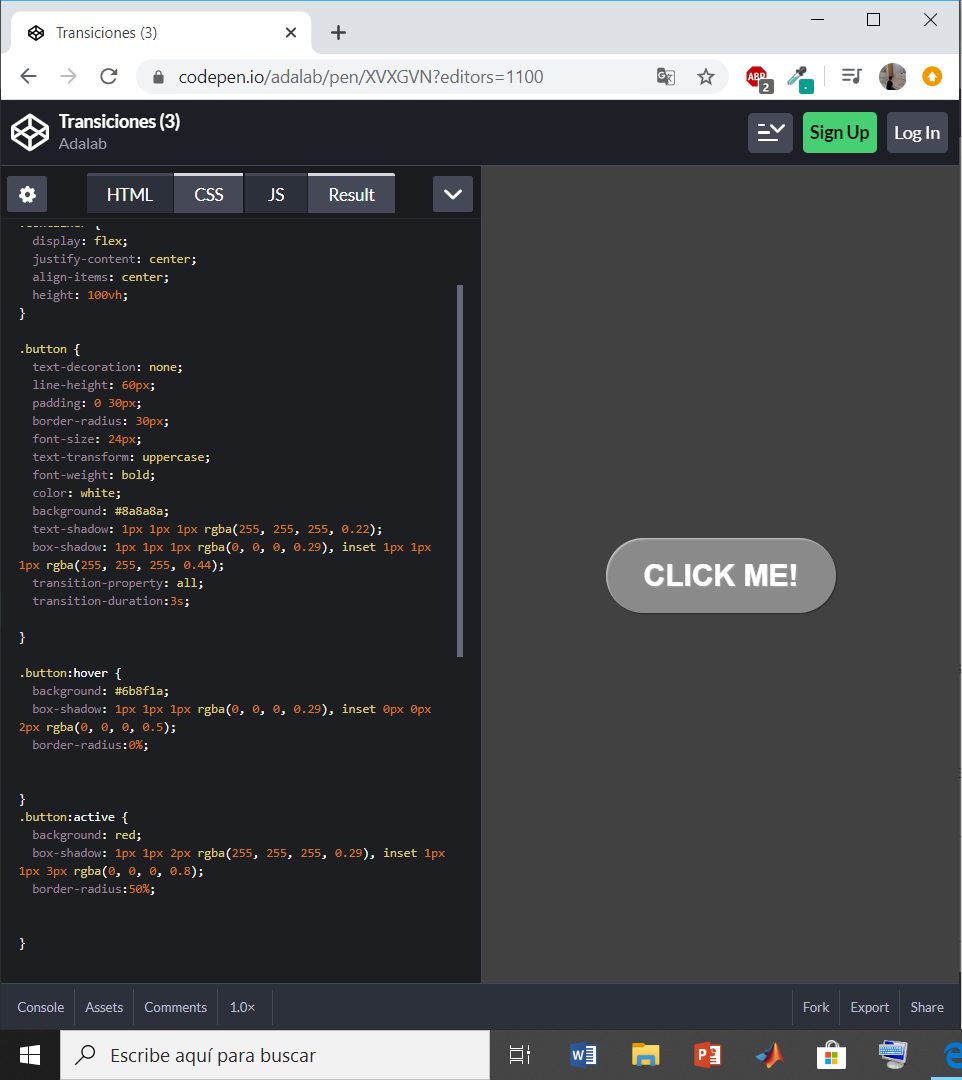 Transiciones (3)
codepen.io/adalab/pen/XVXGVN?editors=1100
ABP
2
Transiciones (3)
Adalab
Sign Up
Log In
HTML
CSS
JS
Result
display: flex;
justify-content: center;
align-items: center;
height: 100vh;
}
.button {
text-decoration: none;
line-height: 60px;
padding: 0 30px;
border-radius: 30px;
font-size: 24px;
text-transform: uppercase;
font-weight: bold;
color: white;
background: #8a8a8a;
text-shadow: 1px 1px 1px rgba(255, 255, 255, 0.22);
box-shadow: 1px 1px 1px rgba(0, 0, 0, 0.29), inset 1px 1px
1px rgba(255, 255, 255, 0.44);
transition-property: all;
transition-duration:3s;
}
.button:hover {
background: #6b8f1a;
box-shadow: 1px 1px 1px rgba(0, 0, 0, 0.29), inset 0px 0px
2px rgba(0, 0, 0, 0.5);
border-radius:0%;
}
.button:active {
background: red;
box-shadow: 1px 1px 2px rgba(255, 255, 255, 0.29), inset 1px
1px 3px rgba(0, 0, 0, 0.8);
border-radius:50%;
}
CLICK ME!
Console
Assets
Comments
1.0×
Fork
Export
Share
Escribe aquí para buscar